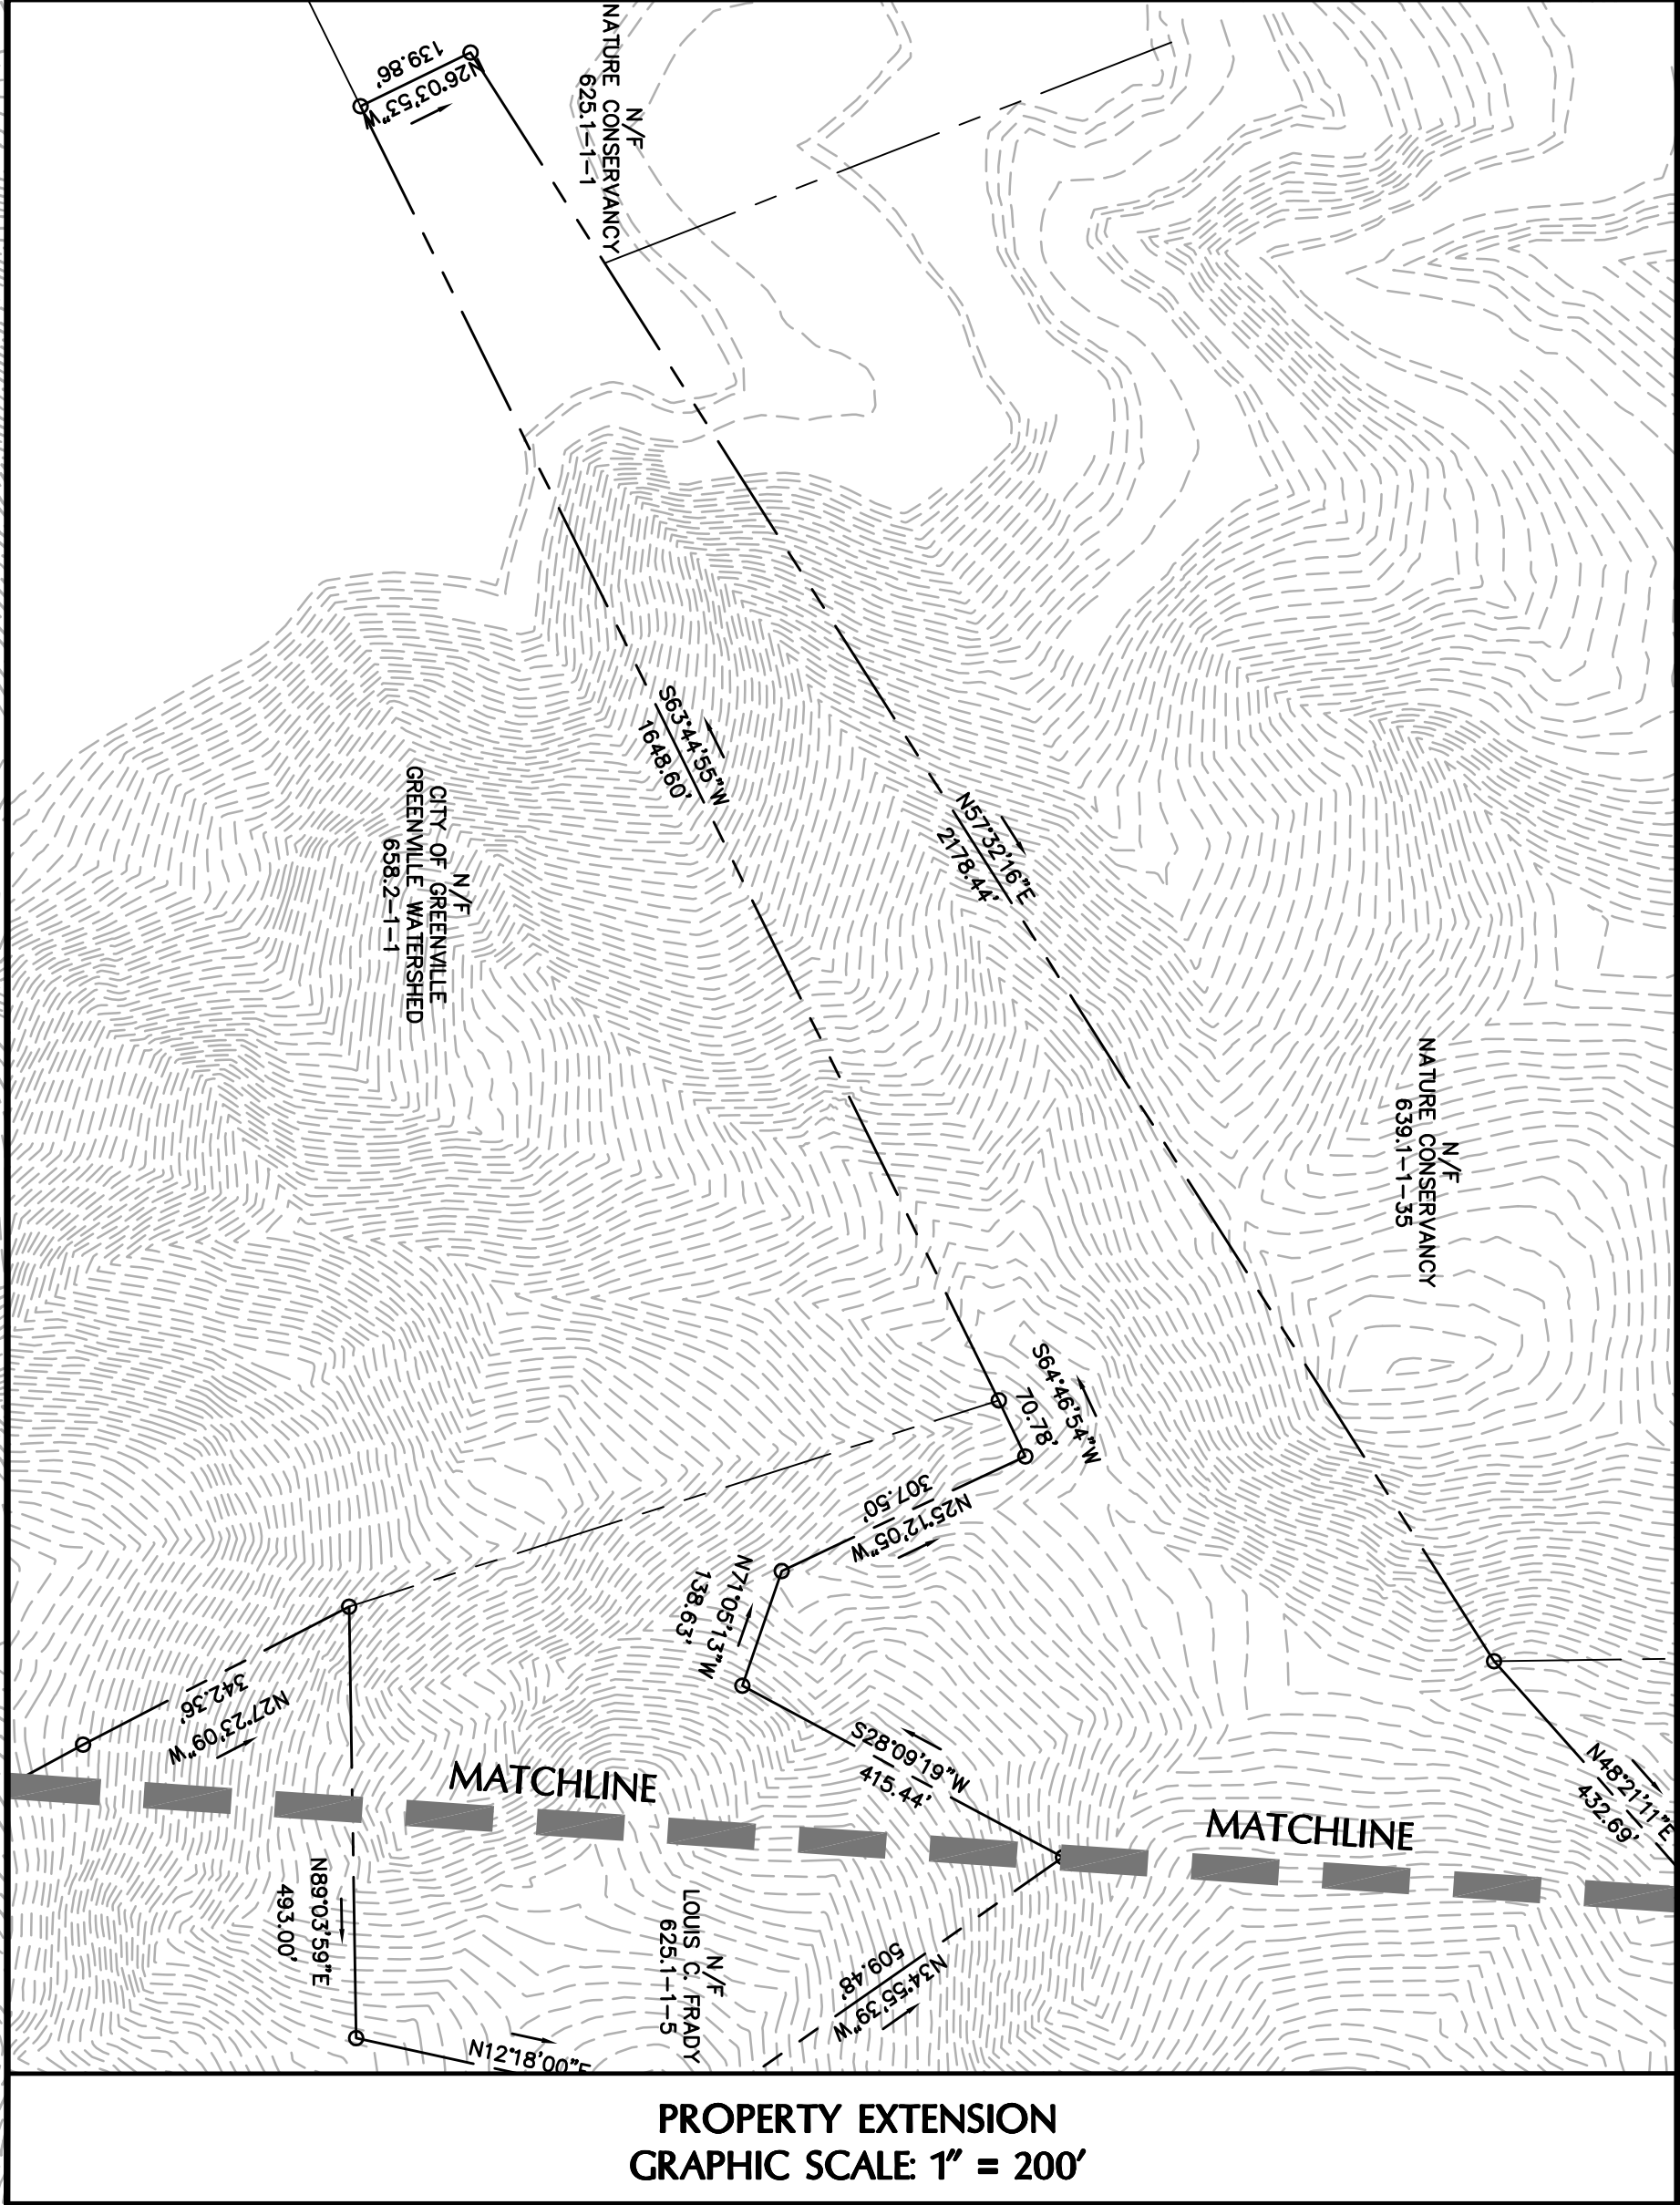 139.86'
N26°03'53"W
N/F
NATURE CONSERVANCY
625.1-1-1
S63°44'55"W
1648.60'
N57°32'16"E
2178.44'
N/F
CITY OF GREENVILLE
GREENVILLE WATERSHED
658.2-1-1
N/F
NATURE CONSERVANCY
639.1-1-35
S64°46'54"W
70.78'
307.50'
N25°12'05"W
N71°05'13"W
138.63'
342.36'
N27°23'09"W
S28°09'19"W
415.44'
N48°21'11"E
432.69'
MATCHLINE
MATCHLINE
N89°03'59"E
493.00'
N/F
LOUIS C. FRADY
625.1-1-5
509.48'
N34°55'39"W
N12°18'00"E
PROPERTY EXTENSION
GRAPHIC SCALE: 1" = 200'